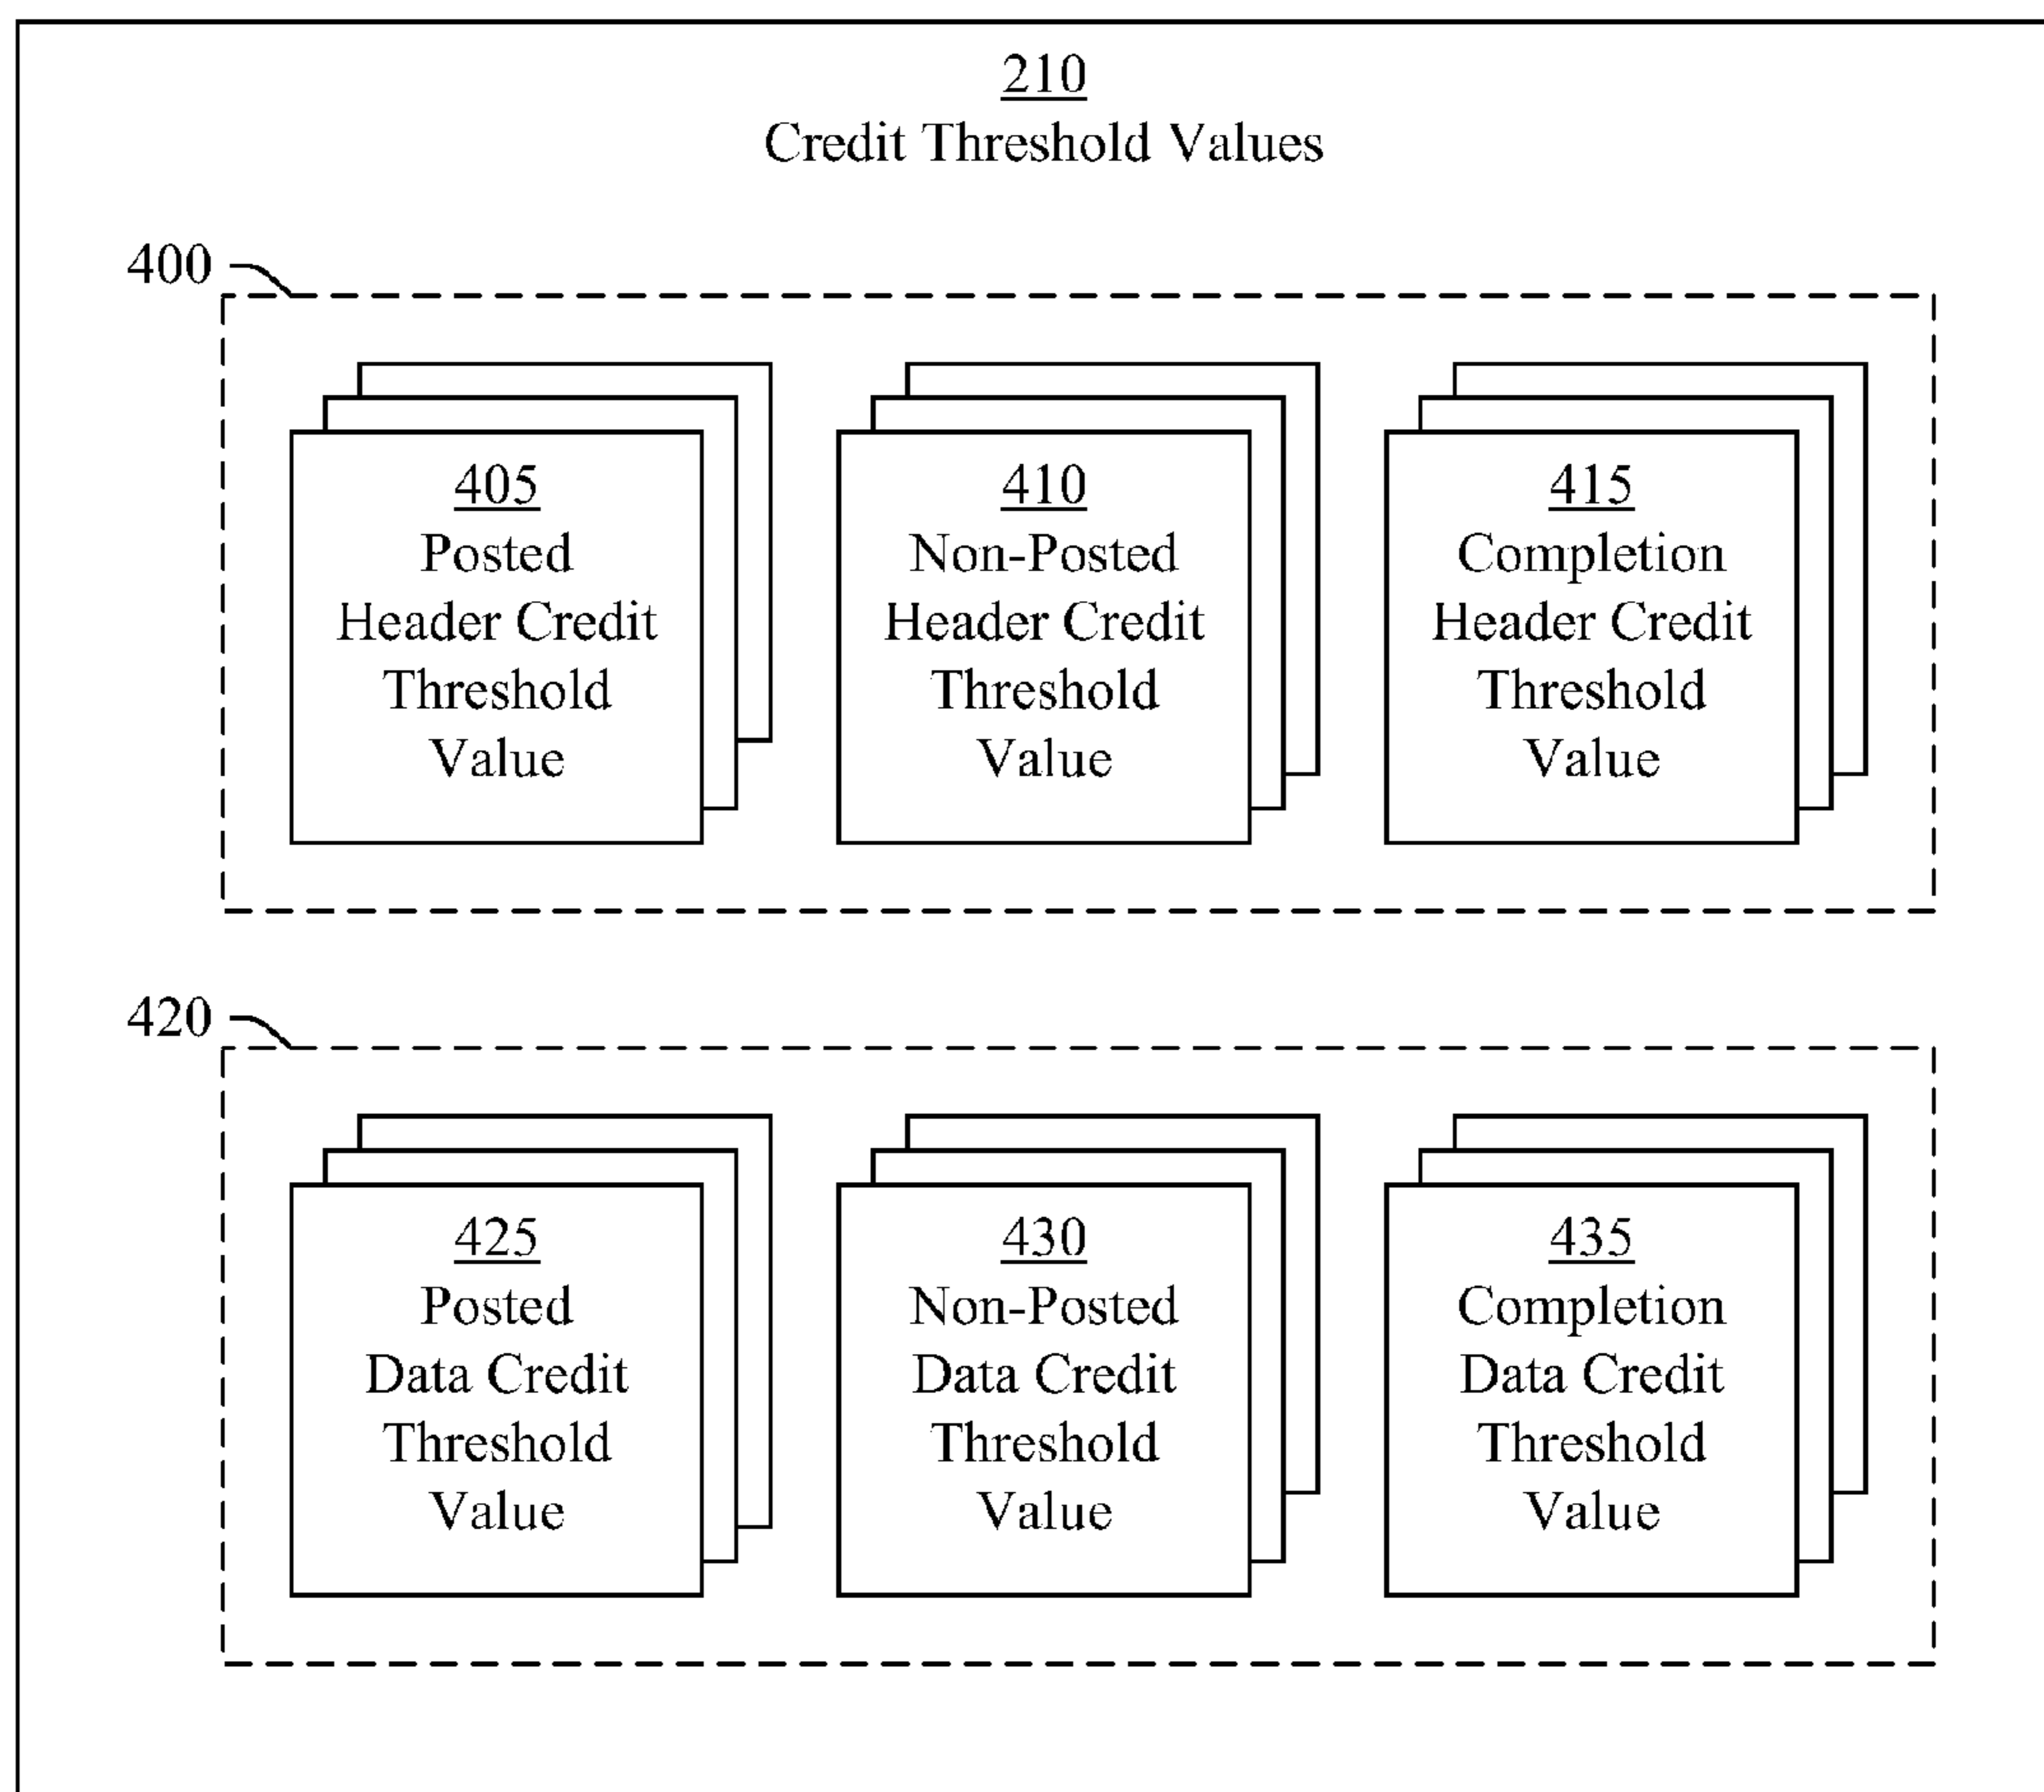 210
Credit Threshold Values
400
405
Posted
Header Credit
Threshold
Value
410
Non-Posted
Header Credit
Threshold
Value
415
Completion
Header Credit
Threshold
Value
420
425
Posted
Data Credit
Threshold
Value
430
Non-Posted
Data Credit
Threshold
Value
435
Completion
Data Credit
Threshold
Value